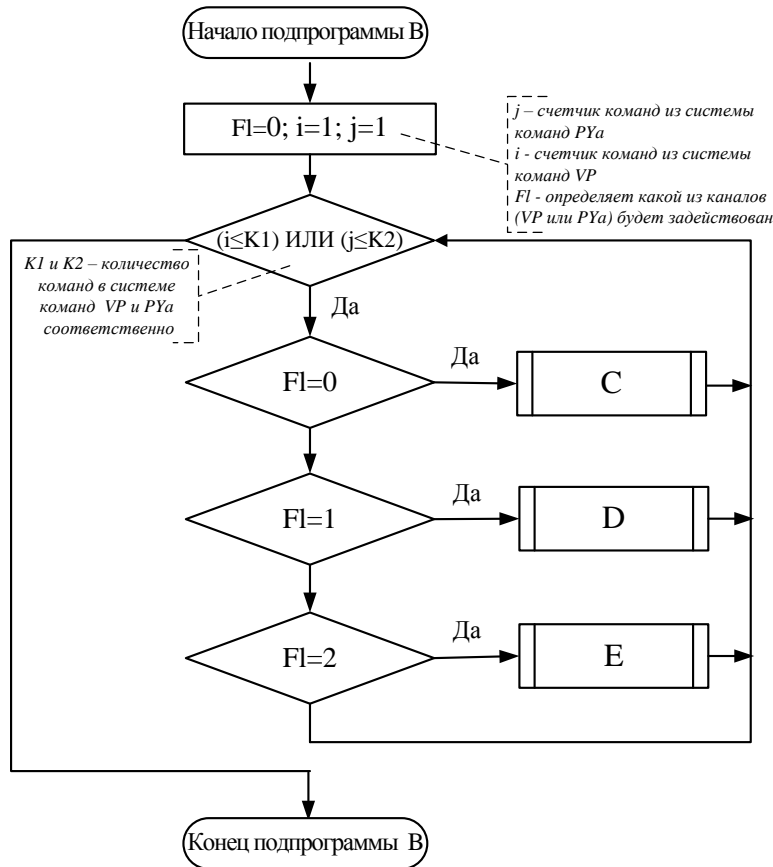 Начало подпрограммы В
Fl=0; i=1; j=1
j – счетчик команд из системы
команд PYa
i - счетчик команд из системы
команд VP
Fl - определяет какой из каналов
(VP или PYa) будет задействован
(i≤K1) ИЛИ (j≤K2)
K1 и K2 – количество
команд в системе
команд VP и PYa
соответственно
Да
Fl=0
Да
C
Fl=1
Да
D
Fl=2
Да
E
Конец подпрограммы В